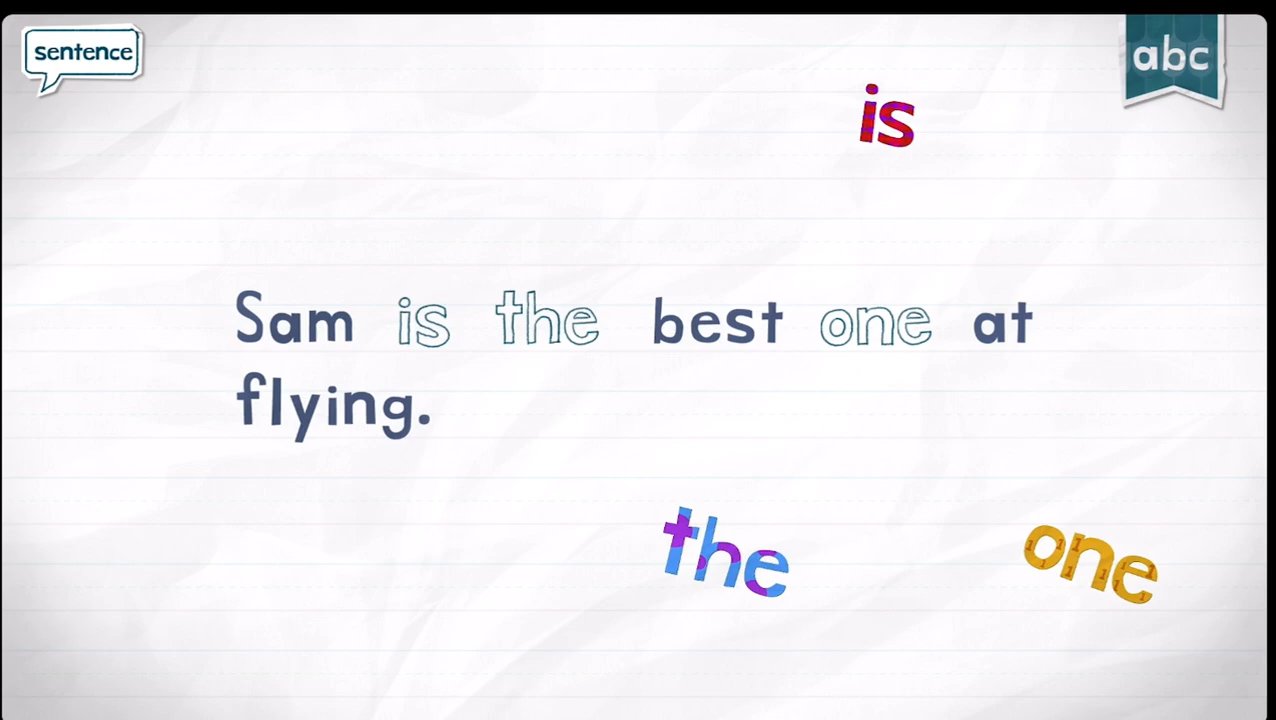 sentence
abc
is
Sam is the best one at
flying.
the
one